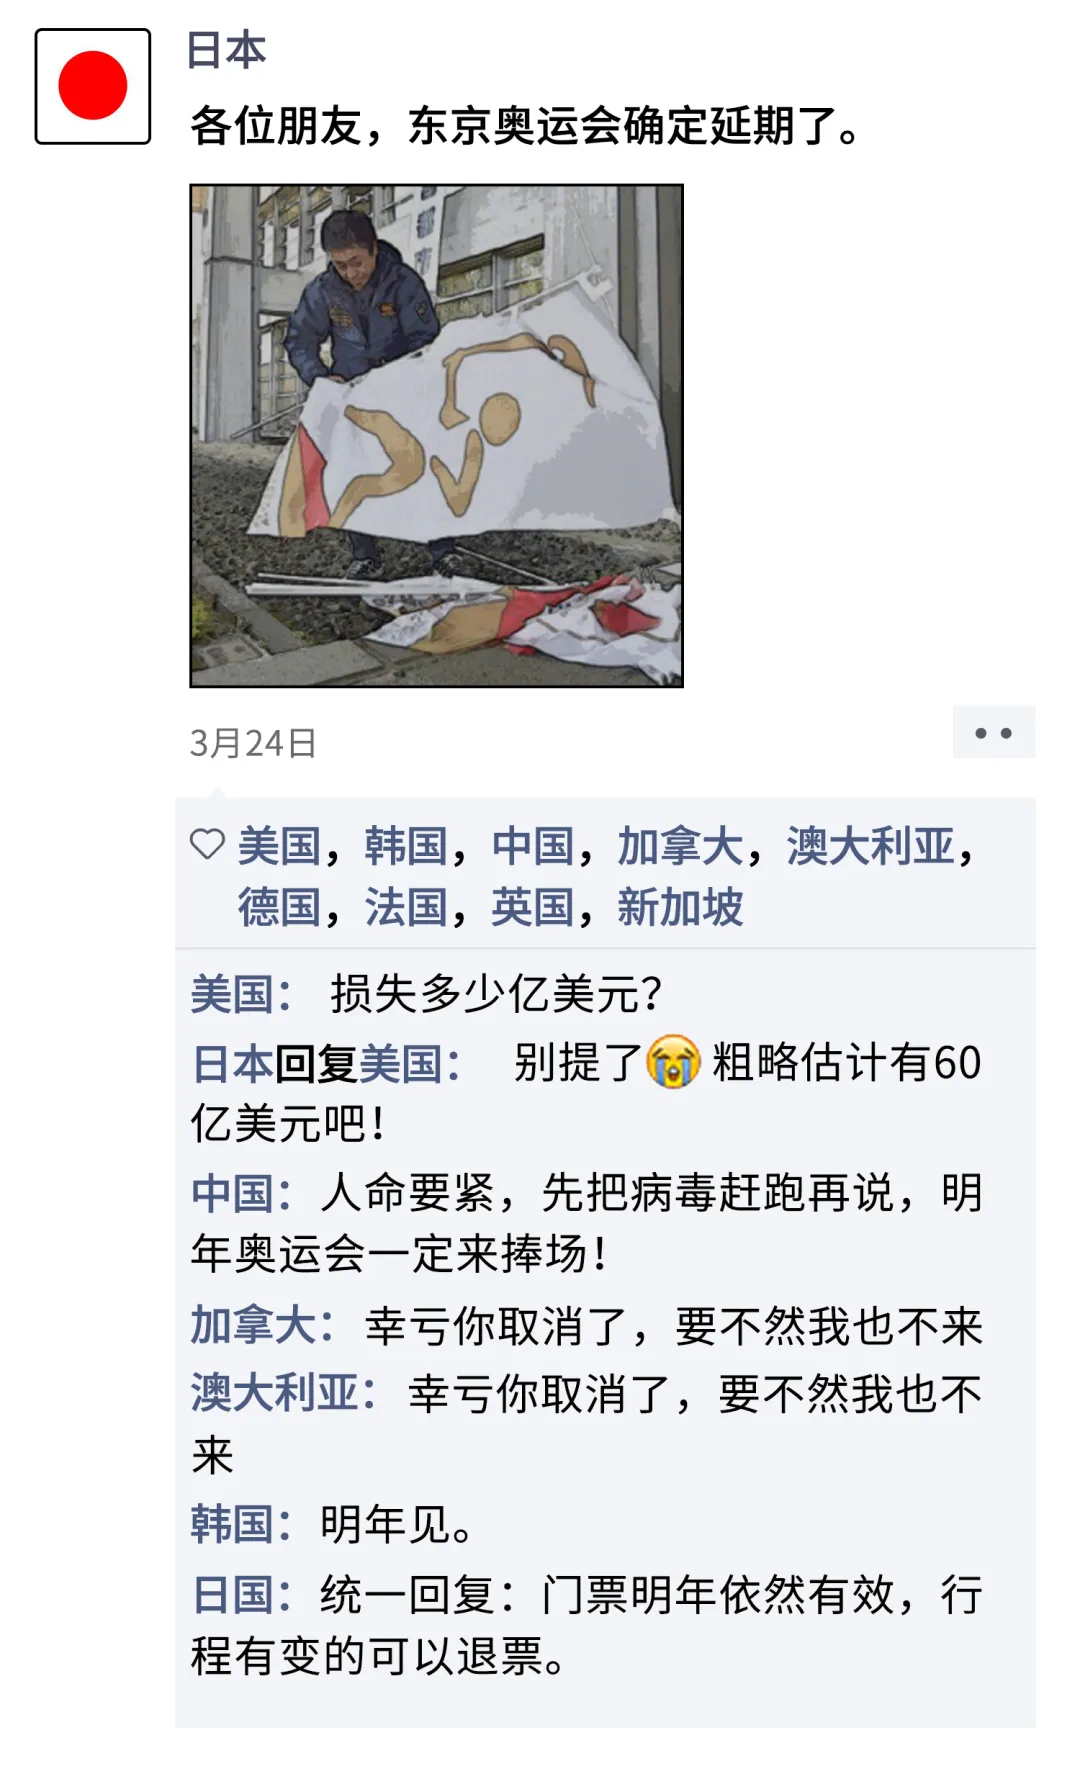 日本
各位朋友，东京奥运会确定延期了。
3月24日
美国，韩国，中国，加拿大，澳大利亚，
德国，法国，英国，新加坡
美国： 损失多少亿美元？
日本回复美国： 别提了😭粗略估计有60
亿美元吧！
中国：人命要紧，先把病毒赶跑再说，明
年奥运会一定来捧场！
加拿大： 幸亏你取消了，要不然我也不来
澳大利亚：幸亏你取消了，要不然我也不
来
韩国：明年见。
日国：统一回复：门票明年依然有效，行
程有变的可以退票。